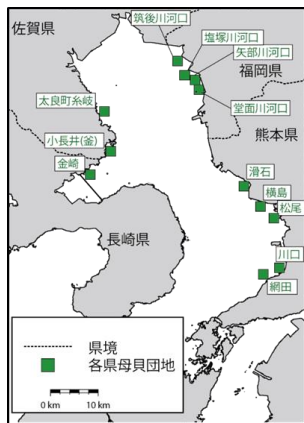 佐賀県
筑後川河口
塩塚川河口
矢部川河口
福岡県
堂面川河口
太良町糸岐
熊本県
小長井(釜)
金崎
滑石
横島
松尾
長崎県
川口
網田
県境
各県母貝団地
0 km
10 km